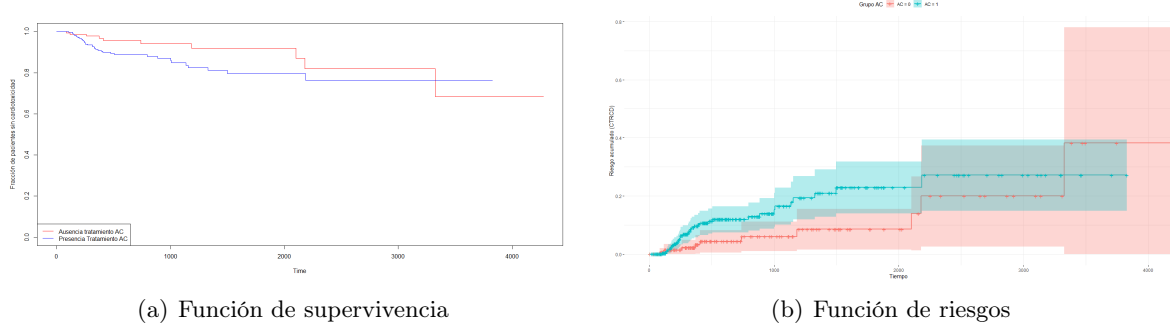 Fracción de pacientes sin cardiotoxicidad
0.0 0.2 0.4 0.6 0.8 1.0
Ausencia tratamiento AC
Presencia Tratamiento AC
0 1000 2000 3000 4000
Time
(a) Función de supervivencia
Grupo AC AC = 0 AC = 1
Riesgo acumulado (CTRCD)
0.8
0.6
0.4
0.2
0.0
0 1000 2000 3000 4000
Tiempo
(b) Función de riesgos